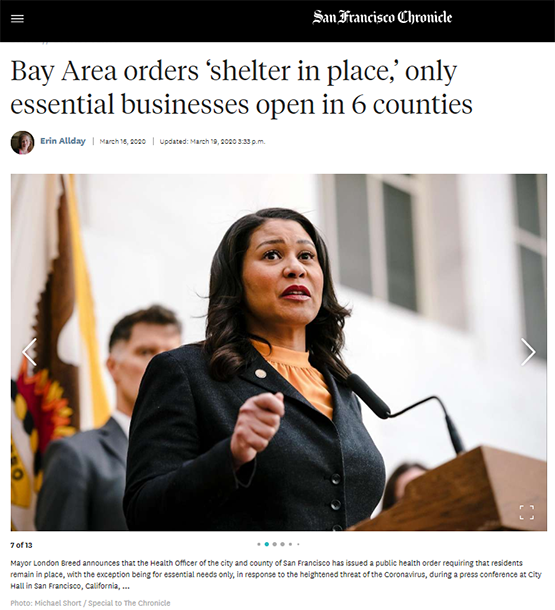 San Francisco Chronicle
Bay Area orders ‘shelter in place,’ only
essential businesses open in 6 counties
Erin Allday | March 16, 2020 | Updated: March 19, 2020 3:33 p.m.
7 of 13
Mayor London Breed announces that the Health Officer of the city and county of San Francisco has issued a public health order requiring that residents
remain in place, with the exception being for essential needs only, in response to the heightened threat of the Coronavirus, during a press conference at City
Hall in San Francisco, California, ...
Photo: Michael Short / Special to The Chronicle